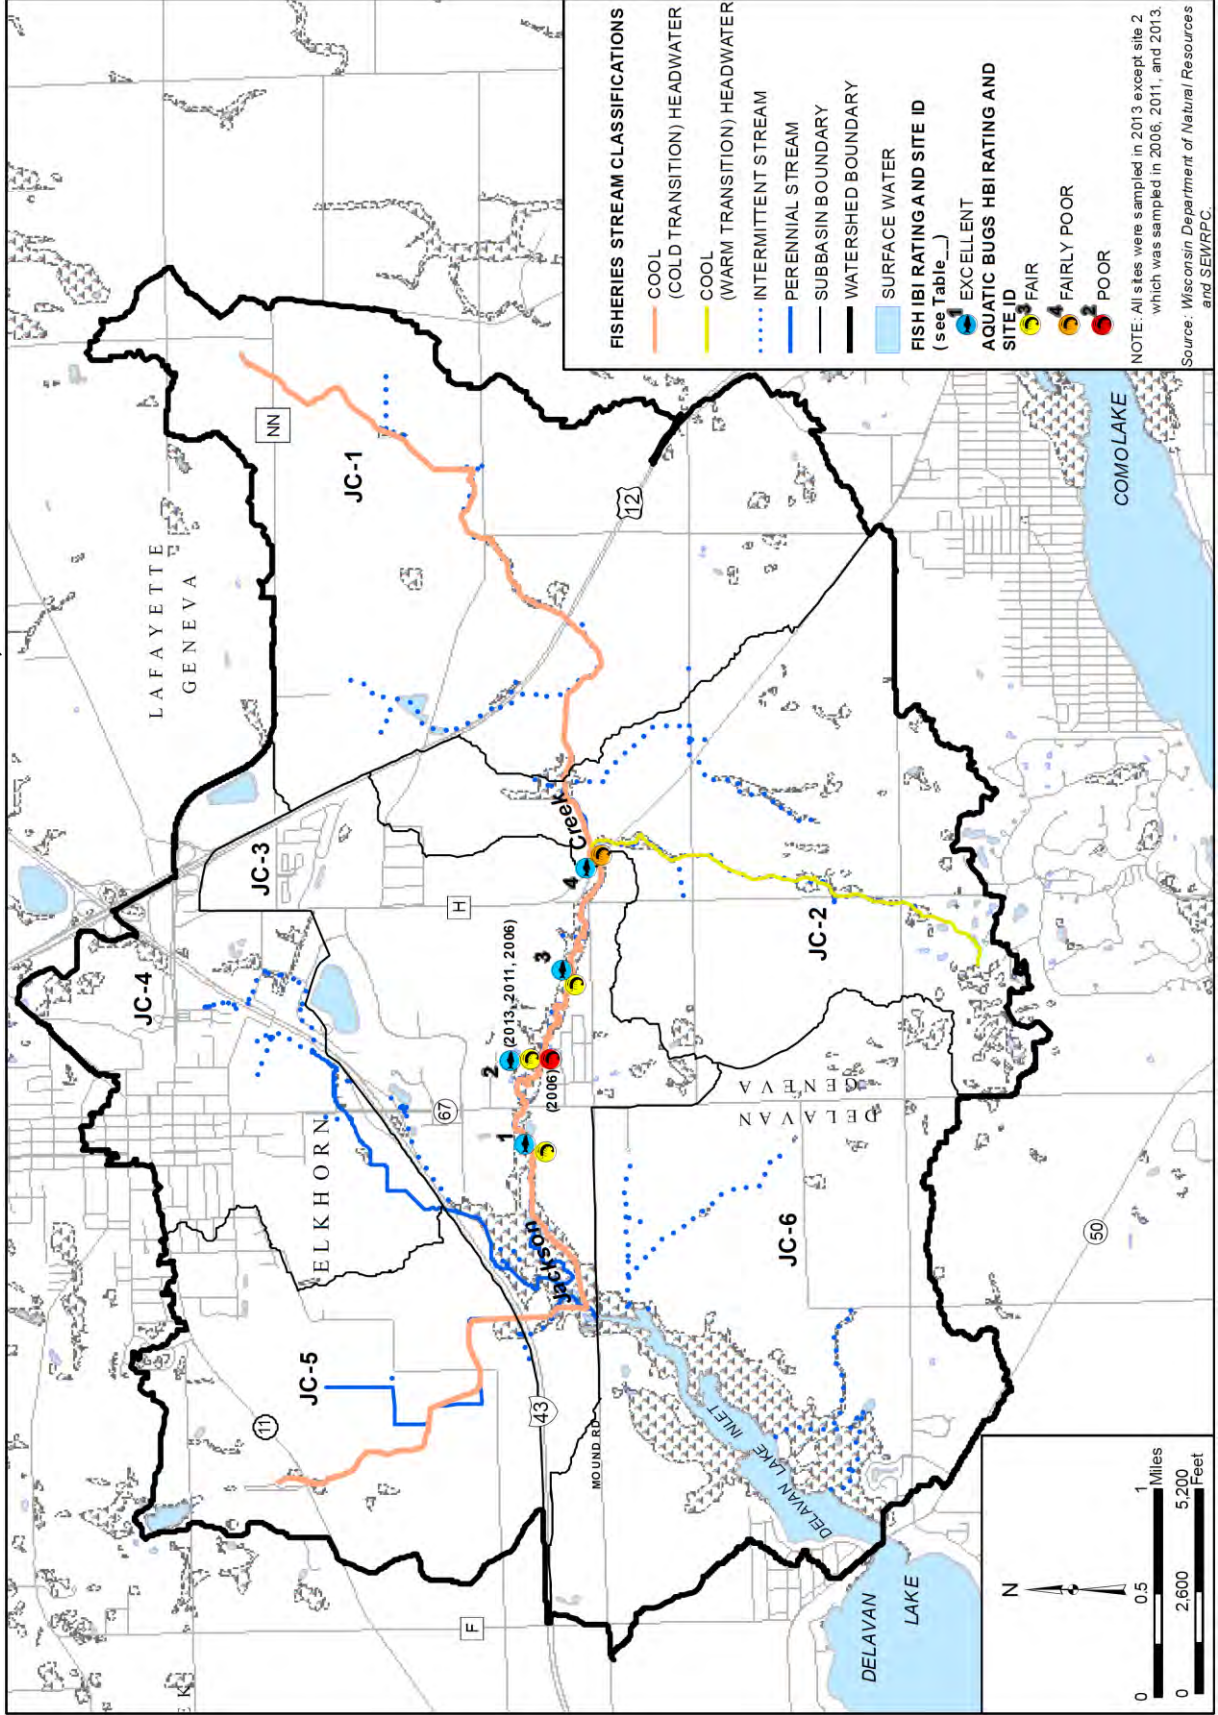 LAFAYETTE
GENEVA
NN
JC-1
12
JC-3
JC-4
H
Creek
4
3
2
(2013, 2011, 2006)
(2006)
1
67
ELKHORN
JC-2
DELAVAN
GENEVA
Jackson
JC-5
11
43
MOUND RD
JC-6
50
F
K
DELAVAN LAKE INLET
DELAVAN
LAKE
COMO LAKE
FISHERIES STREAM CLASSIFICATIONS
COOL
(COLD TRANSITION) HEADWATER
COOL
(WARM TRANSITION) HEADWATER
INTERMITTENT STREAM
PERENNIAL STREAM
SUBBASIN BOUNDARY
WATERSHED BOUNDARY
SURFACE WATER
FISH IBI RATING AND SITE ID
(see Table__)
1 EXCELLENT
AQUATIC BUGS HBI RATING AND
SITE ID
3 FAIR
4 FAIRLY POOR
2 POOR
NOTE: All sites were sampled in 2013 except site 2
which was sampled in 2006, 2011, and 2013.
Source: Wisconsin Department of Natural Resources
and SEWRPC.
N
0 0.5 1
Miles
0 2,600 5,200
Feet